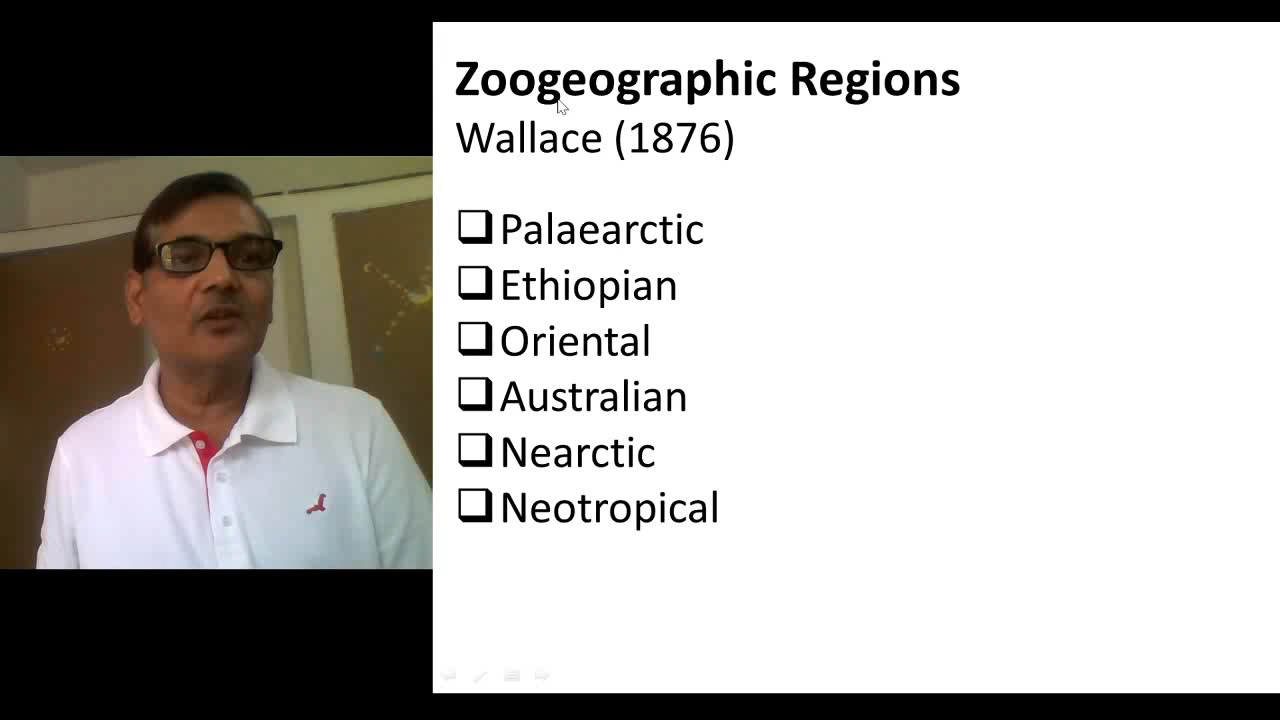 Zoogeographic Regions
Wallace (1876)
Palaearctic
Ethiopian
Oriental
Australian
Nearctic
Neotropical